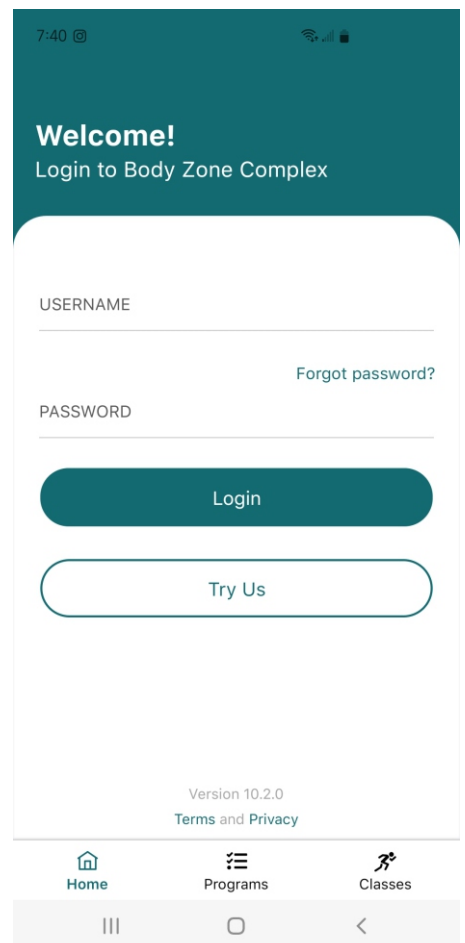 7:40
Welcome!
Login to Body Zone Complex
USERNAME
Forgot password?
PASSWORD
Login
Try Us
Version 10.2.0
Terms and Privacy
Home Programs Classes